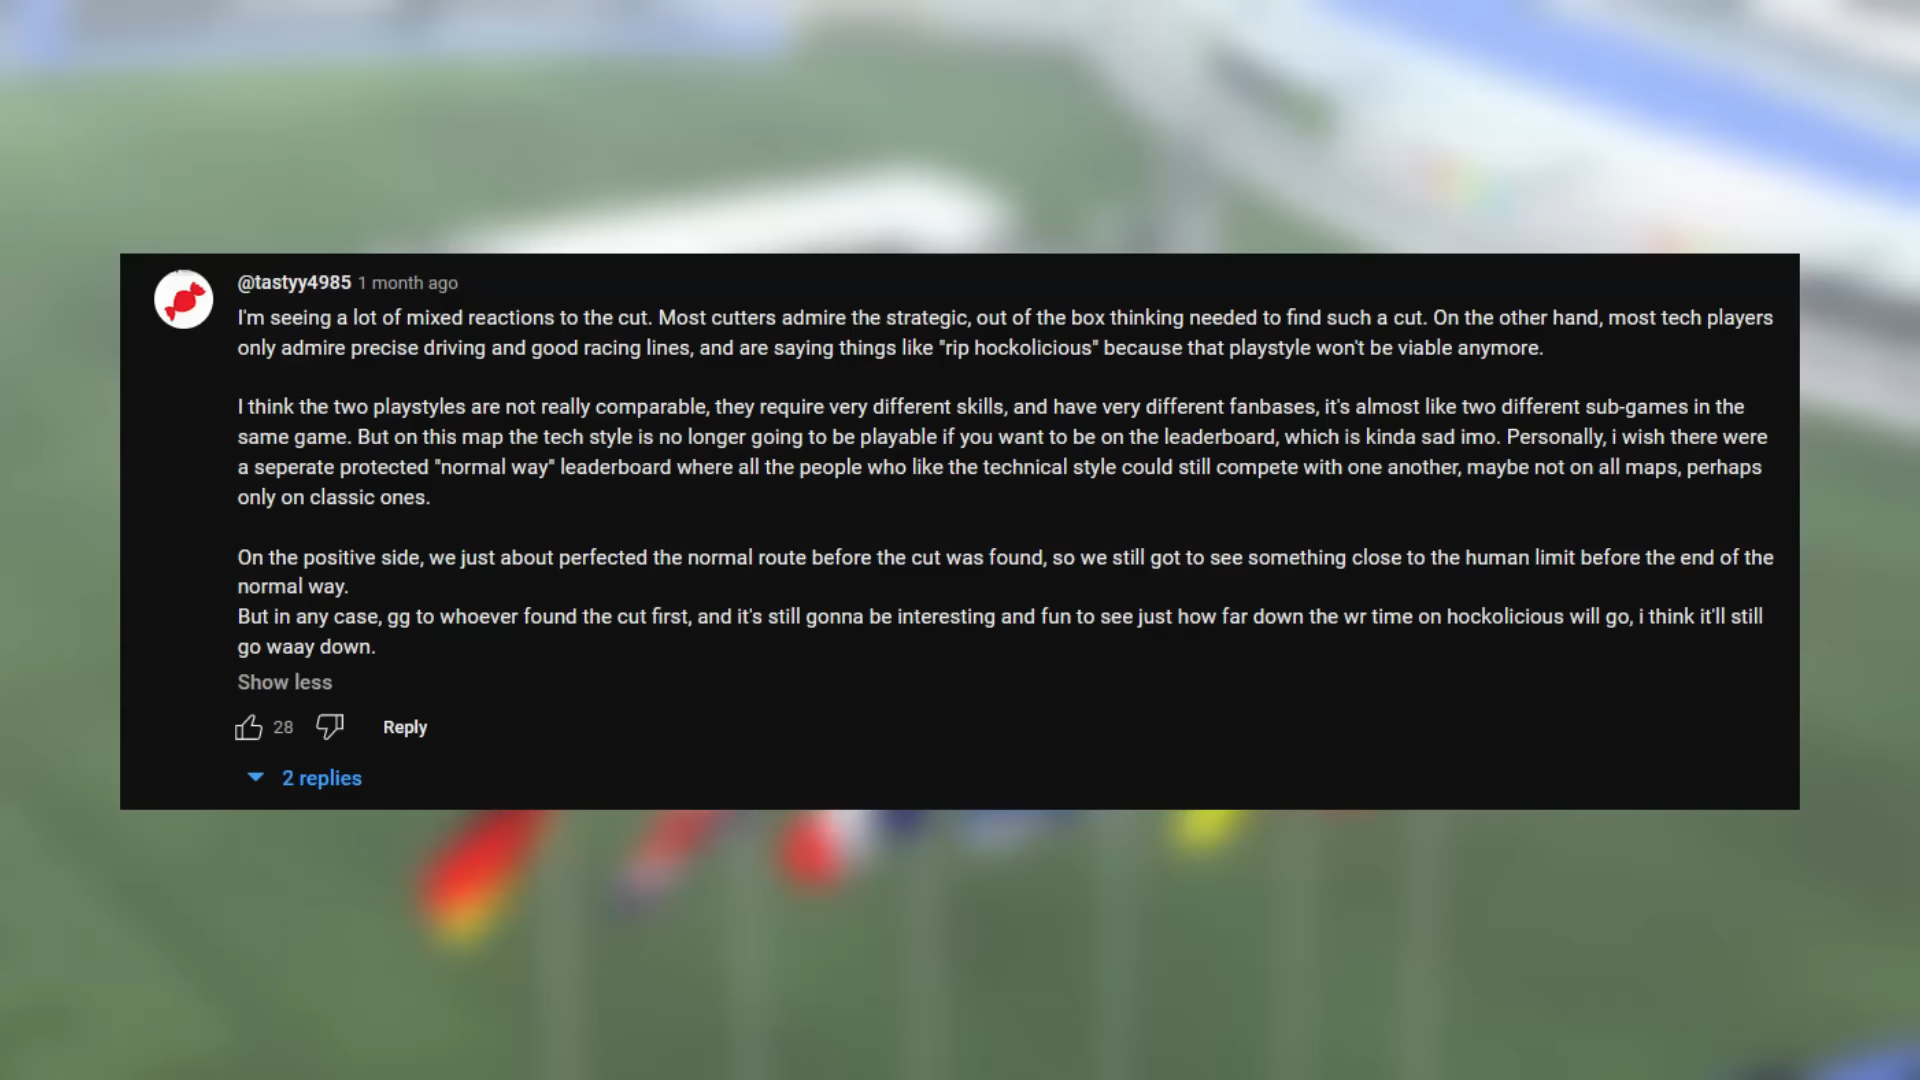 @tastyy4985 1 month ago
I'm seeing a lot of mixed reactions to the cut. Most cutters admire the strategic, out of the box thinking needed to find such a cut. On the other hand, most tech players
only admire precise driving and good racing lines, and are saying things like "rip hockolicious" because that playstyle won't be viable anymore.
I think the two playstyles are not really comparable, they require very different skills, and have very different fanbases, it's almost like two different sub-games in the
same game. But on this map the tech style is no longer going to be playable if you want to be on the leaderboard, which is kinda sad imo. Personally, i wish there were
a seperate protected "normal way" leaderboard where all the people who like the technical style could still compete with one another, maybe not on all maps, perhaps
only on classic ones.
On the positive side, we just about perfected the normal route before the cut was found, so we still got to see something close to the human limit before the end of the
normal way.
But in any case, gg to whoever found the cut first, and it's still gonna be interesting and fun to see just how far down the wr time on hockolicious will go, i think it'll still
go waay down.
Show less
28 Reply
2 replies